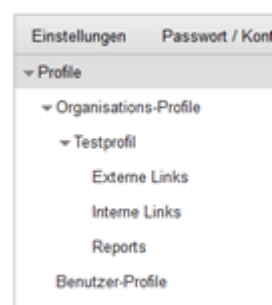 Einstellungen Passwort / Kont
Profile
Organisations-Profile
Testprofil
Externe Links
Interne Links
Reports
Benutzer-Profile